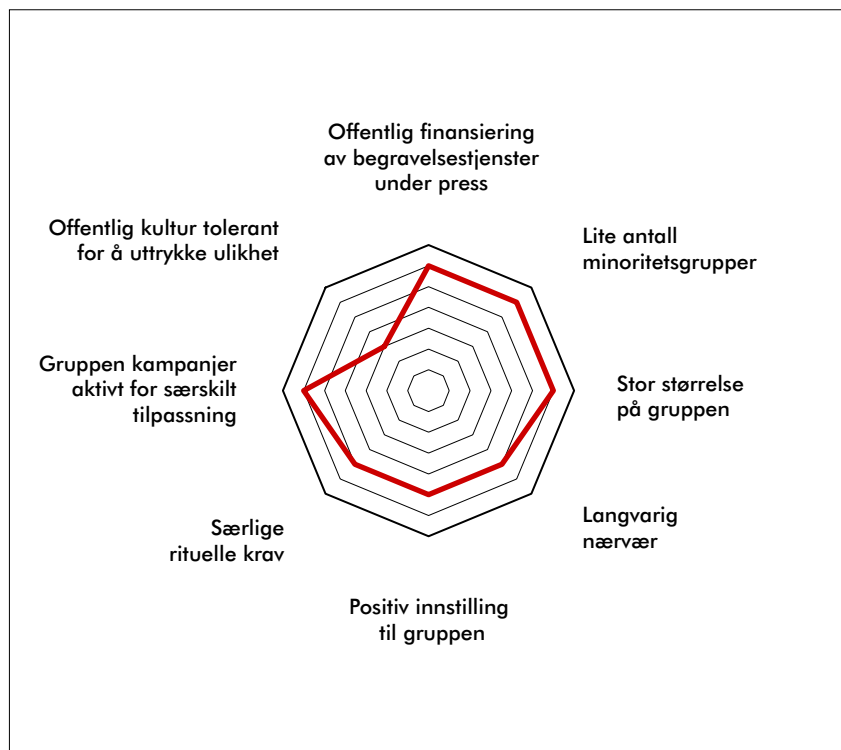 Offentlig finansiering
av begravelsestjenster
under press
Offentlig kultur tolerant
for å uttrykke ulikhet
Lite antall
minoritetsgrupper
Gruppen kampanjer
aktivt for særskilt
tilpassning
Stor størrelse
på gruppen
Særlige
rituelle krav
Langvarig
nærvær
Positiv innstilling
til gruppen